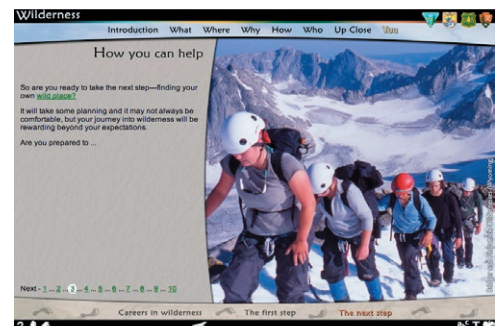 Wilderness
Introduction What Where Why How Who Up Close You
How you can help
So are you ready to take the next step—finding your
own wild place?
It will take some planning and it may not always be
comfortable, but your journey into wilderness will be
rewarding beyond your expectations.
Are you prepared to ...
Next - 1 ... 2 ... 3 ... 4 ... 5 ... 6 ... 7 ... 8 ... 9 ... 10
Careers in wilderness The first step The next step